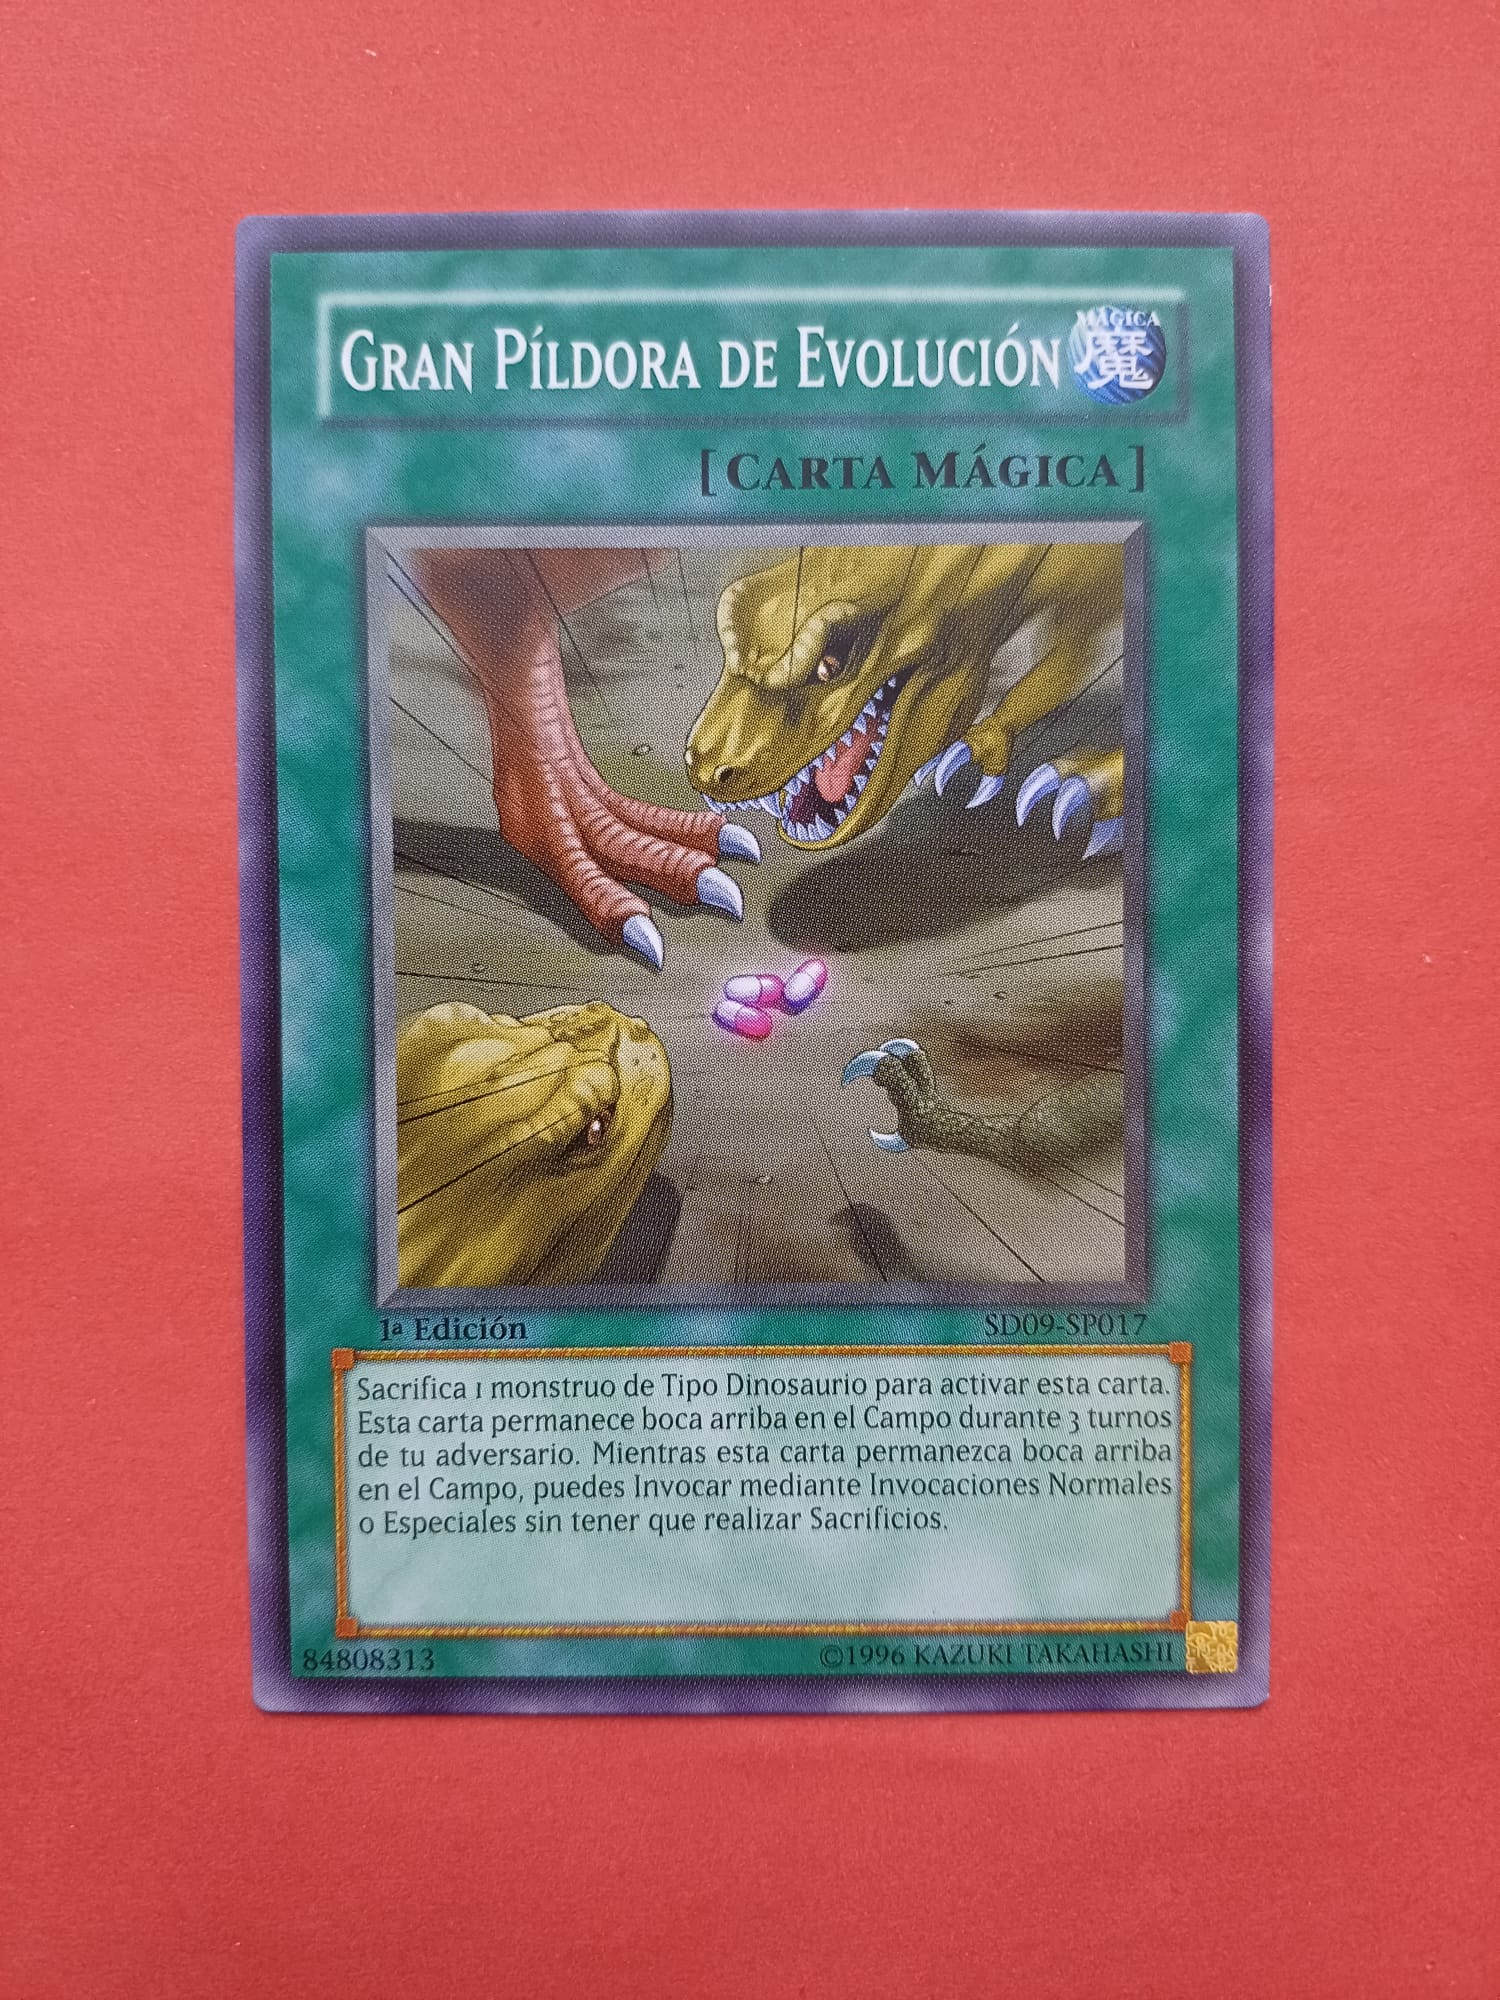 GRAN PÍLDORA DE EVOLUCIÓN
MÁGICA
魔
[CARTA MÁGICA]
1ª Edición
SD09-SP017
Sacrifica 1 monstruo de Tipo Dinosaurio para activar esta carta.
Esta carta permanece boca arriba en el Campo durante 3 turnos
de tu adversario. Mientras esta carta permanezca boca arriba
en el Campo, puedes Invocar mediante Invocaciones Normales
o Especiales sin tener que realizar Sacrificios.
84808313
©1996 KAZUKI TAKAHASHI